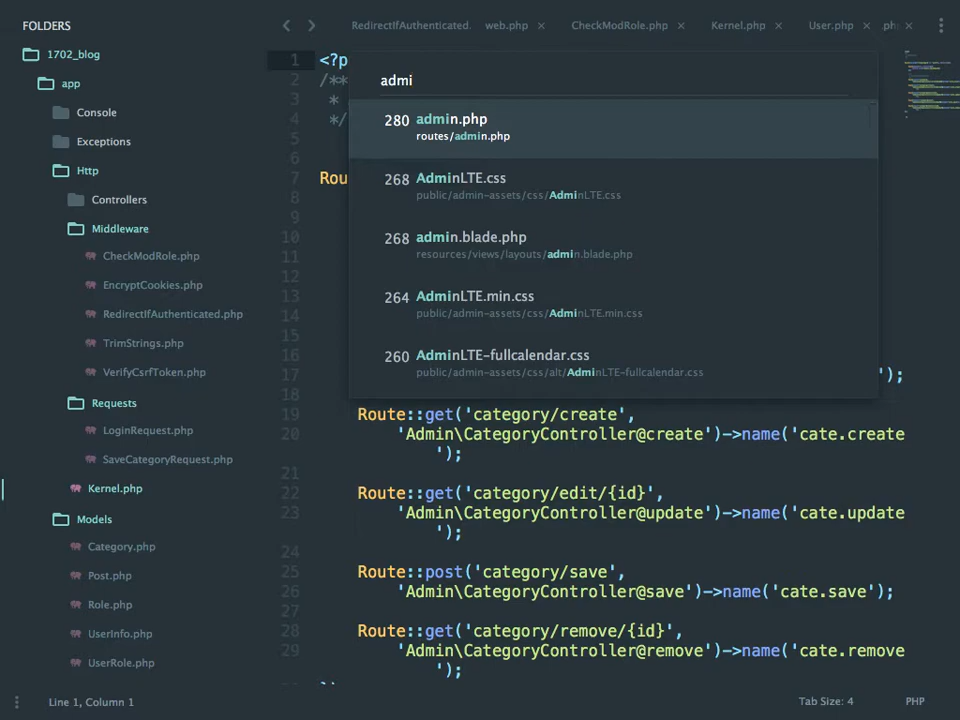 FOLDERS
1702_blog
app
Console
Exceptions
Http
Controllers
Middleware
CheckModRole.php
EncryptCookies.php
RedirectIfAuthenticated.php
TrimStrings.php
VerifyCsrfToken.php
Requests
LoginRequest.php
SaveCategoryRequest.php
Kernel.php
Models
Category.php
Post.php
Role.php
UserInfo.php
UserRole.php
RedirectIfAuthenticated. web.php × CheckModRole.php × Kernel.php × User.php × ph ×
admi
280 admin.php
routes/admin.php
268 AdminLTE.css
public/admin-assets/css/AdminLTE.css
268 admin.blade.php
resources/views/layouts/admin.blade.php
264 AdminLTE.min.css
public/admin-assets/css/AdminLTE.min.css
260 AdminLTE-fullcalendar.css
public/admin-assets/css/alt/AdminLTE-fullcalendar.css
1 <?p
2 /**
3 *
4 */
5
6
7 Rou
8
9
10
11
12
13
14
15
16
17 ');
18
19 Route::get('category/create',
20 'Admin\CategoryController@create')->name('cate.create
');
21
22 Route::get('category/edit/{id}',
23 'Admin\CategoryController@update')->name('cate.update
');
24
25 Route::post('category/save',
26 'Admin\CategoryController@save')->name('cate.save');
27
28 Route::get('category/remove/{id}',
29 'Admin\CategoryController@remove')->name('cate.remove
');
Line 1, Column 1
Tab Size: 4
PHP